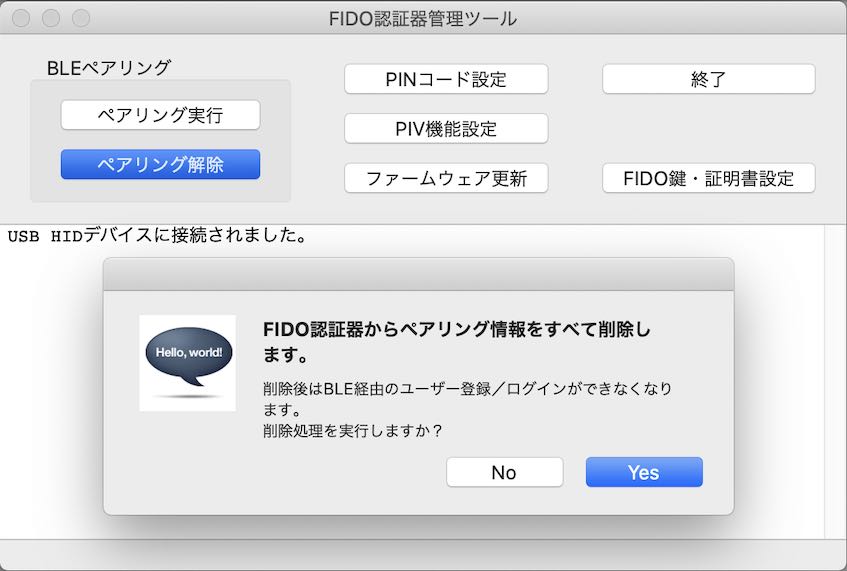 FIDO認証器管理ツール
BLEペアリング
ペアリング実行
ペアリング解除
PINコード設定
PIV機能設定
ファームウェア更新
終了
FIDO鍵・証明書設定
USB HIDデバイスに接続されました。
Hello, world!
FIDO認証器からペアリング情報をすべて削除し
ます。
削除後はBLE経由のユーザー登録／ログインができなくなり
ます。
削除処理を実行しますか？
No
Yes